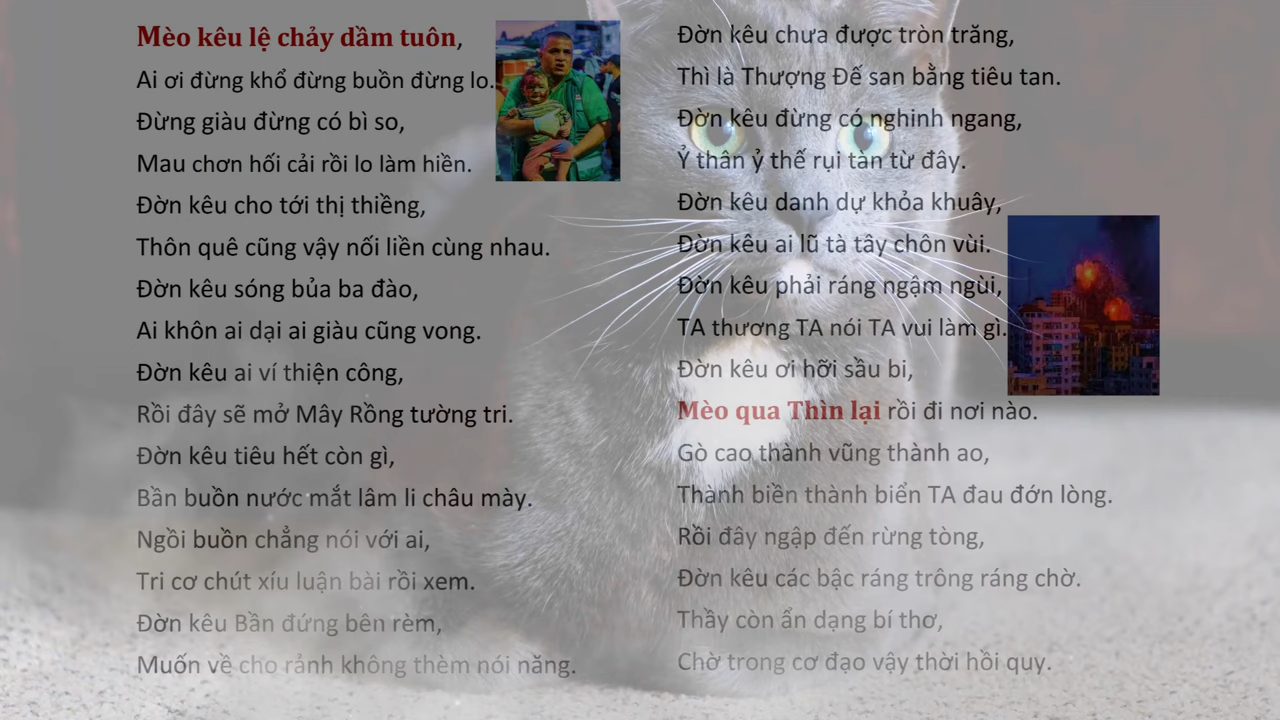 Mèo kêu lệ chảy dầm tuôn,
Ai ơi đừng khổ đừng buồn đừng lo.
Đừng giàu đừng có bì so,
Mau chơn hối cải rồi lo làm hiền.
Đờn kêu cho tới thị thiềng,
Thôn quê cũng vậy nối liền cùng nhau.
Đờn kêu sóng bủa ba đào,
Ai khôn ai dại ai giàu cũng vong.
Đờn kêu ai ví thiện công,
Rồi đây sẽ mở Mây Rồng tường tri.
Đờn kêu tiêu hết còn gì,
Bần buồn nước mắt lâm li châu mày.
Ngồi buồn chẳng nói với ai,
Tri cơ chút xíu luận bài rồi xem.
Đờn kêu Bần đứng bên rèm,
Muốn về cho rảnh không thèm nói năng.
Đờn kêu chưa được tròn trăng,
Thì là Thượng Đế san bằng tiêu tan.
Đờn kêu đừng có nghinh ngang,
Ỷ thân ỷ thế rụi tàn từ đây.
Đờn kêu danh dự khỏa khuây,
Đờn kêu ai lũ tà tây chôn vùi.
Đờn kêu phải ráng ngậm ngùi,
TA thương TA nói TA vui làm gì.
Đờn kêu ơi hỡi sầu bi,
Mèo qua Thìn lại rồi đi nơi nào.
Gò cao thành vũng thành ao,
Thành biền thành biển TA đau đớn lòng.
Rồi đây ngập đến rừng tòng,
Đờn kêu các bậc ráng trông ráng chờ.
Thầy còn ẩn dạng bí thơ,
Chờ trong cơ đạo vậy thời hồi quy.